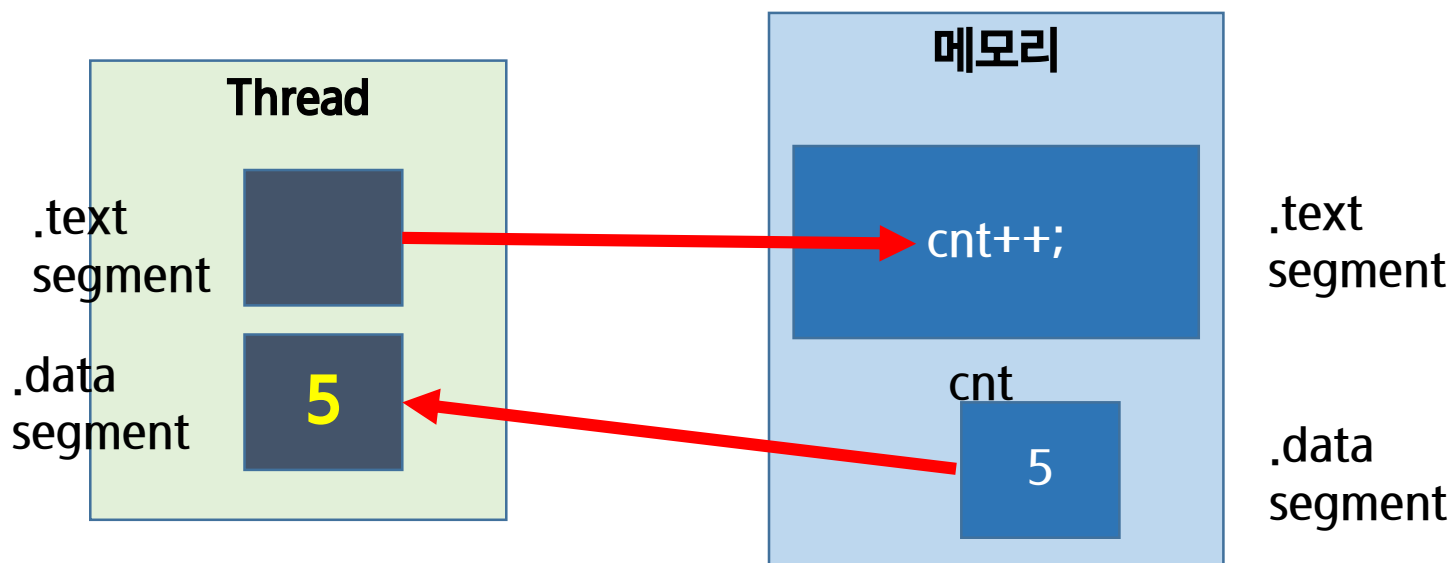 Thread
.text
segment
.data
segment
5
메모리
cnt++;
cnt
5
.text
segment
.data
segment